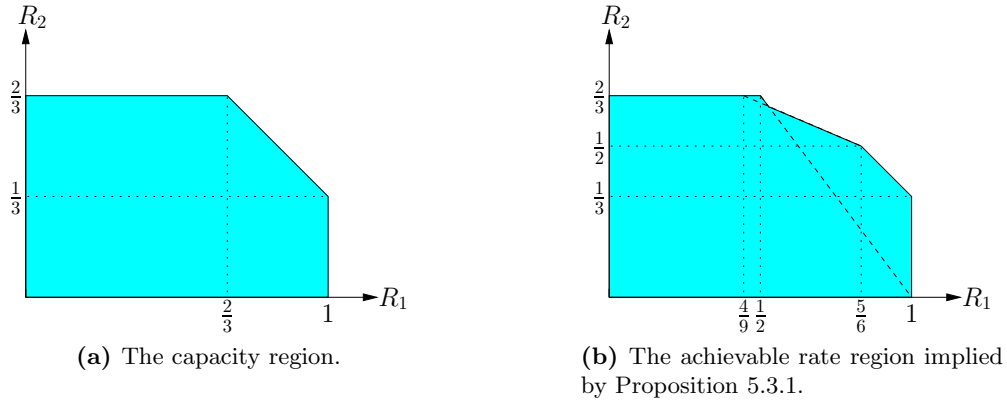 R₂
2/3
1/3
2/3
1
R₁
(a) The capacity region.
R₂
2/3
1/2
1/3
4/9
1/2
5/6
1
R₁
(b) The achievable rate region implied
by Proposition 5.3.1.